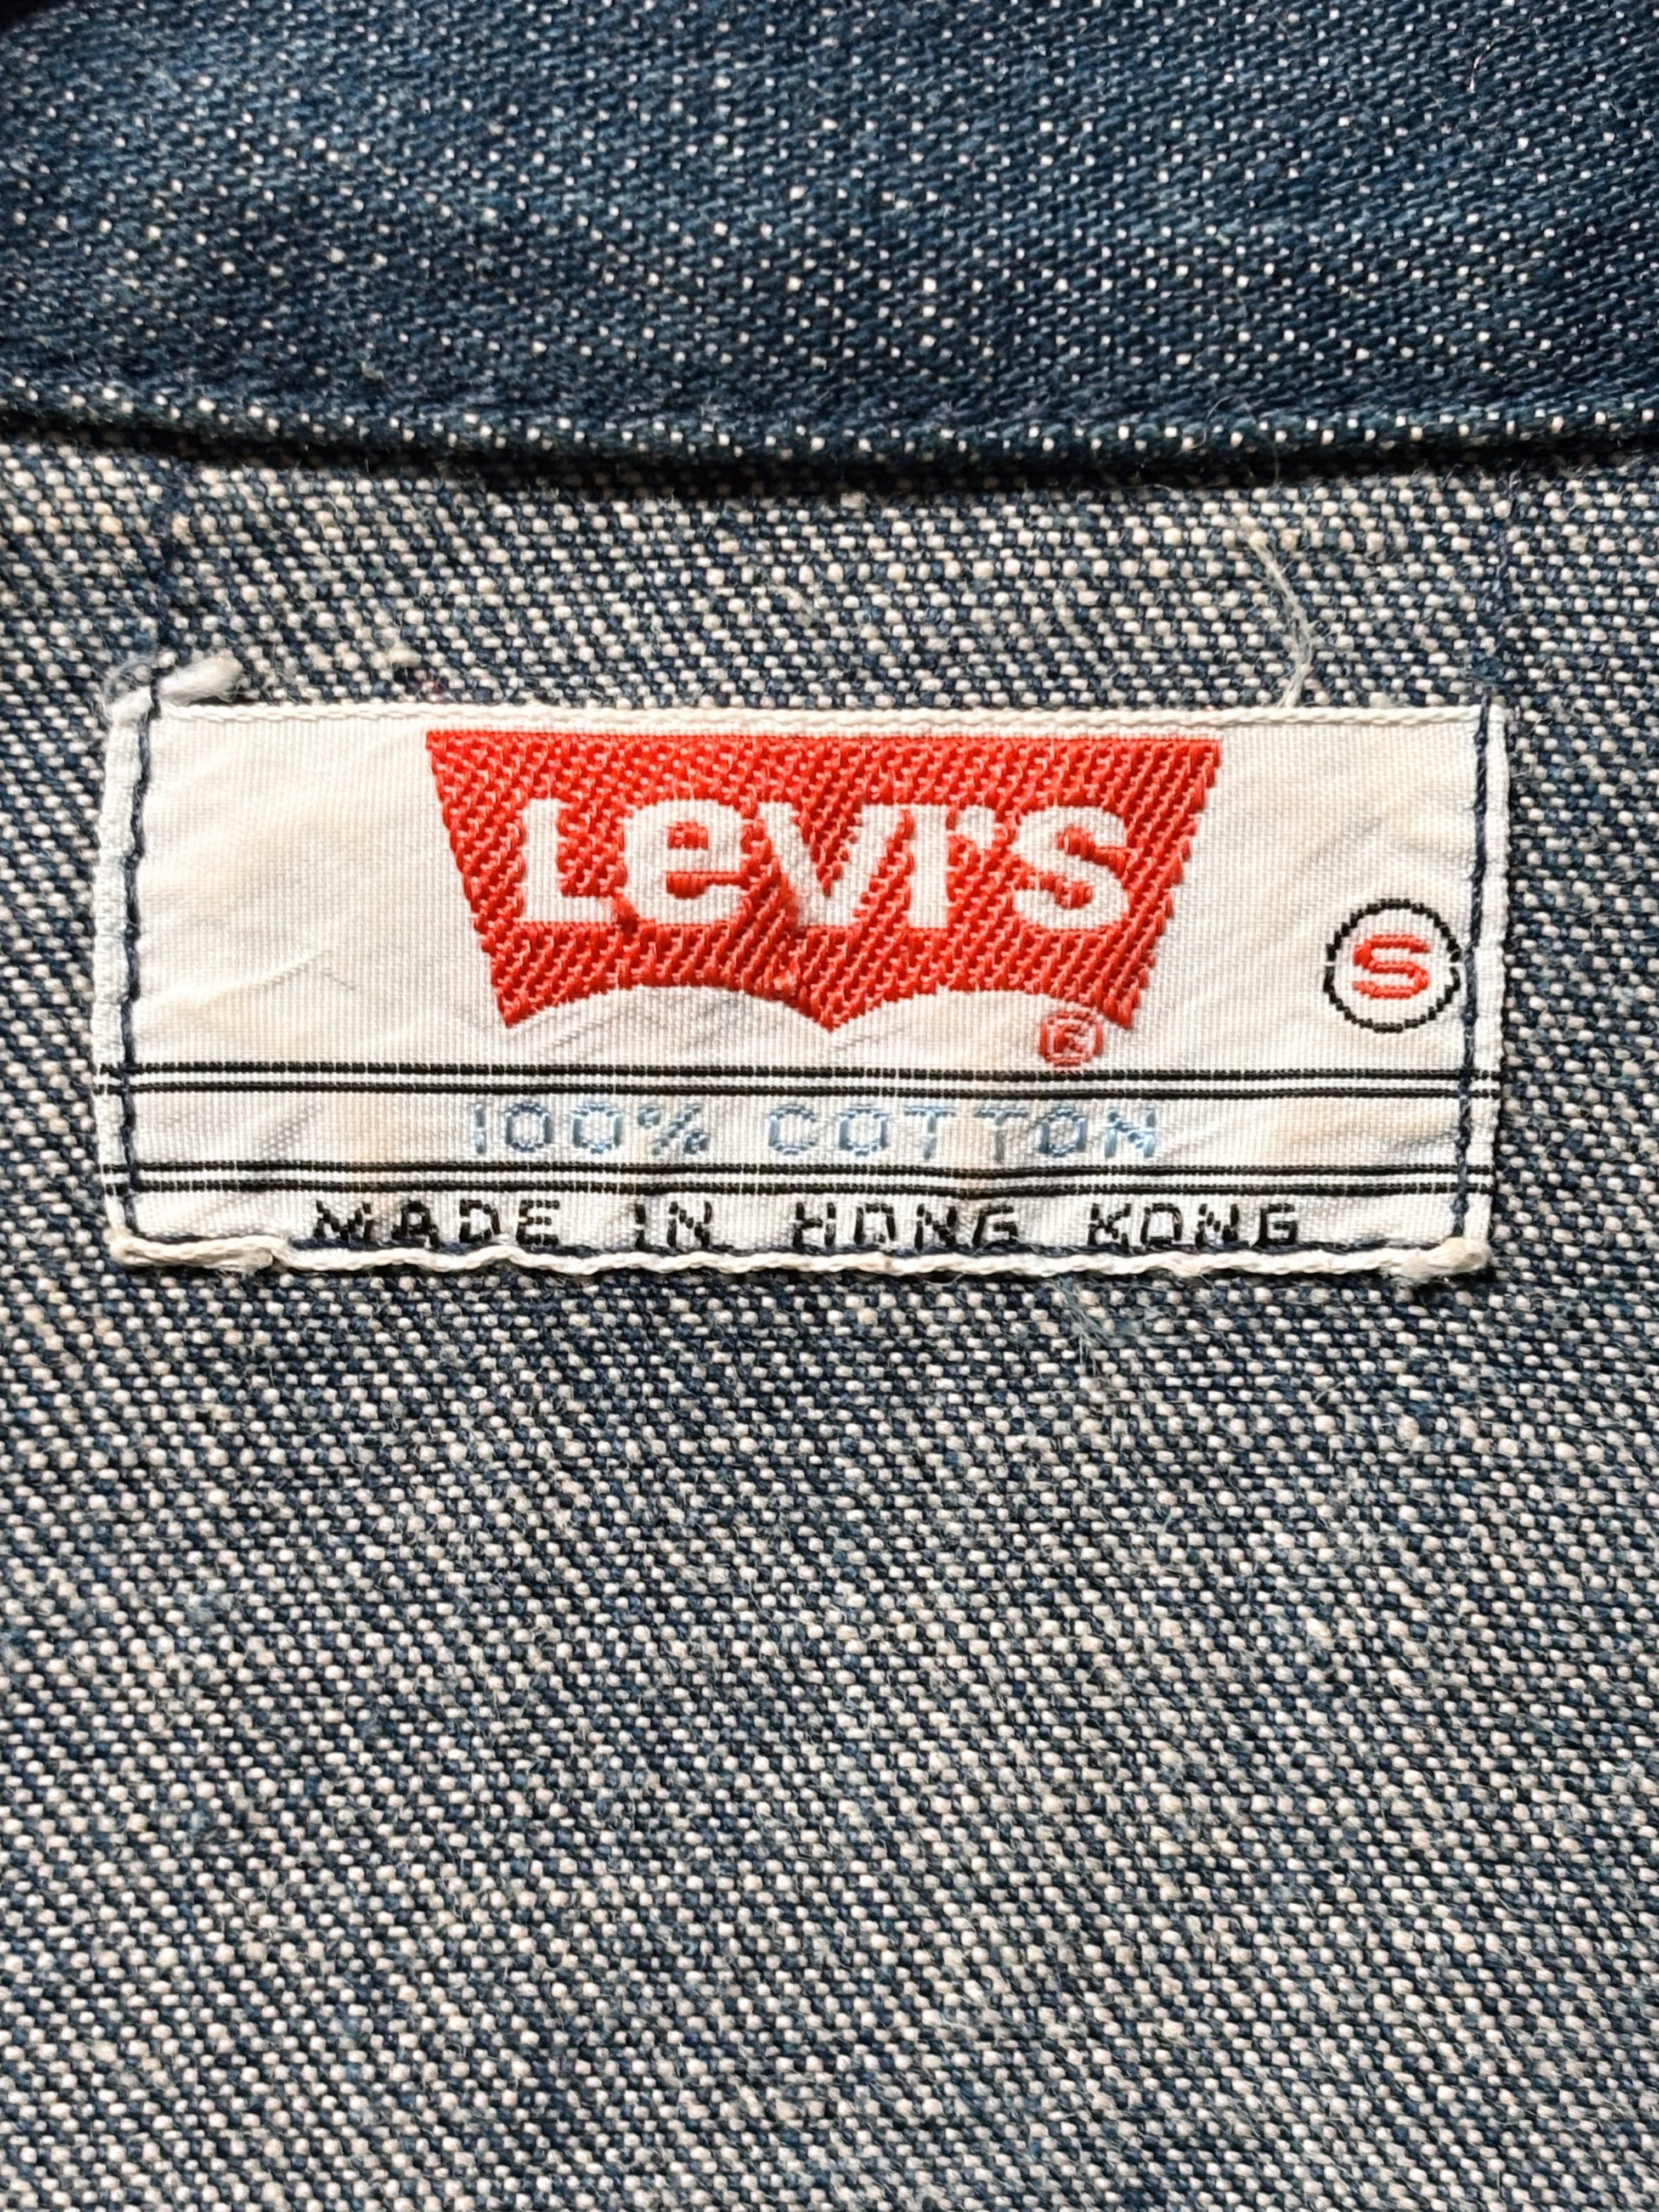 Levi's
S
®
100% COTTON
MADE IN HONG KONG